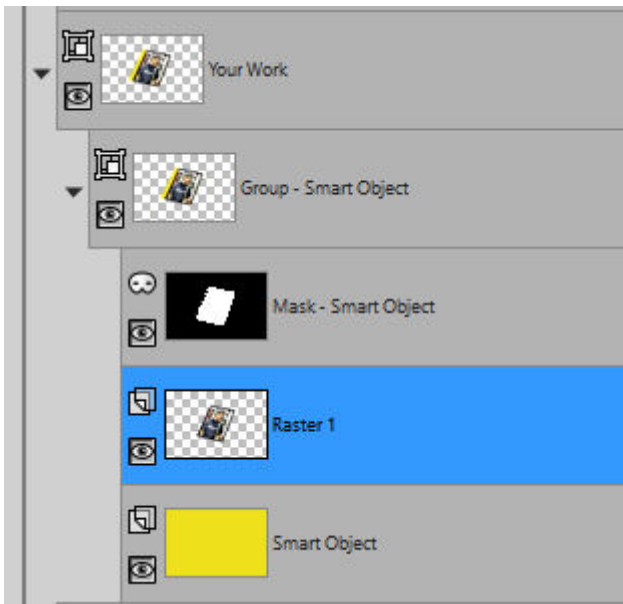 Your Work
Group - Smart Object
Mask - Smart Object
Raster 1
Smart Object